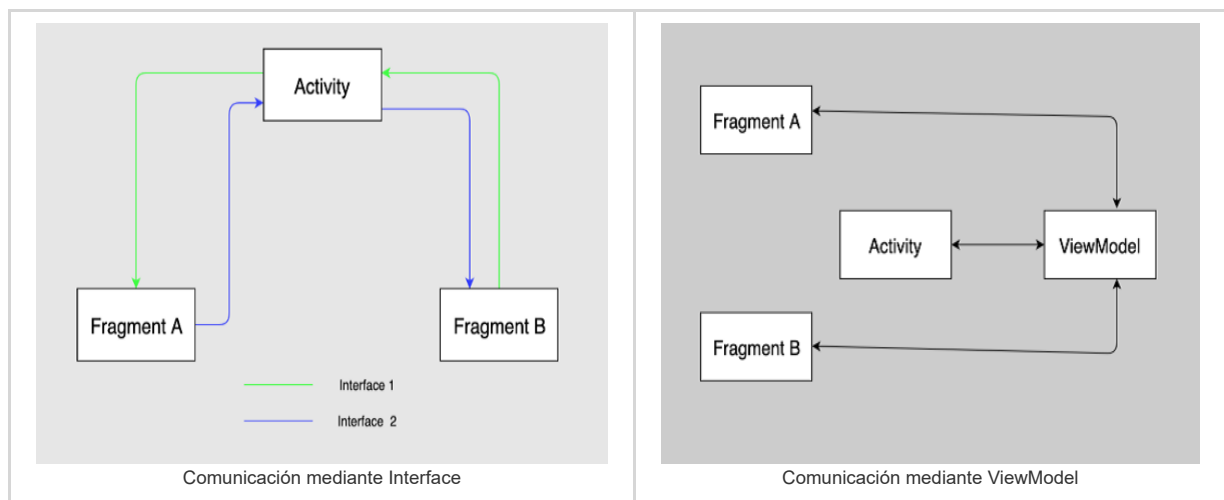 Activity
Fragment A
Fragment B
Interface 1
Interface 2
Comunicación mediante Interface
Fragment A
Activity
ViewModel
Fragment B
Comunicación mediante ViewModel